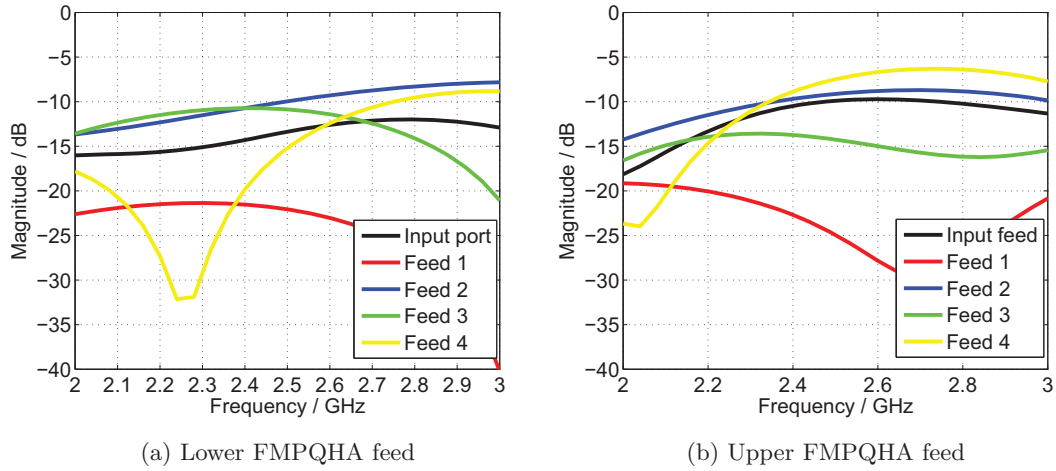 0
−5
−10
−15
−20
−25
−30
−35
−40
Magnitude / dB
2 2.1 2.2 2.3 2.4 2.5 2.6 2.7 2.8 2.9 3
Frequency / GHz
Input port
Feed 1
Feed 2
Feed 3
Feed 4
(a) Lower FMPQHA feed
0
−5
−10
−15
−20
−25
−30
−35
−40
Magnitude / dB
2 2.2 2.4 2.6 2.8 3
Frequency / GHz
Input feed
Feed 1
Feed 2
Feed 3
Feed 4
(b) Upper FMPQHA feed